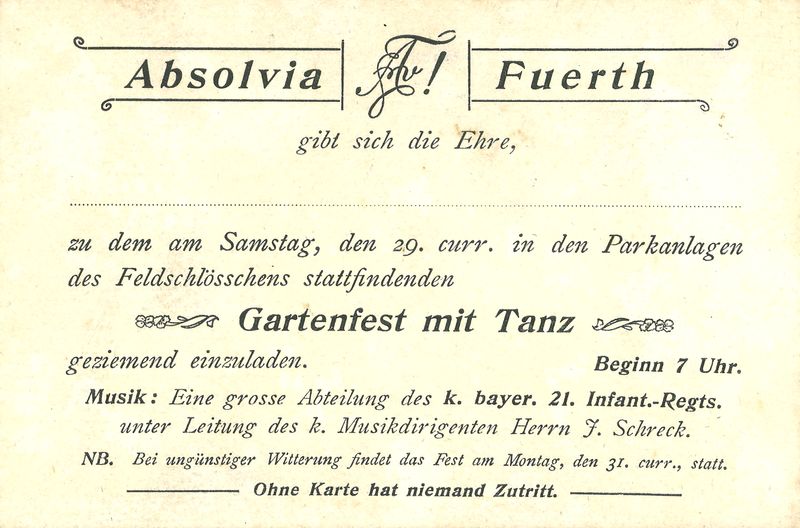 Absolvia Fuerth
gibt sich die Ehre,
zu dem am Samstag, den 29. curr. in den Parkanlagen
des Feldschlösschens stattfindenden
Gartenfest mit Tanz
geziemend einzuladen. Beginn 7 Uhr.
Musik: Eine grosse Abteilung des k. bayer. 21. Infant.-Regts.
unter Leitung des k. Musikdirigenten Herrn J. Schreck.
NB. Bei ungünstiger Witterung findet das Fest am Montag, den 31. curr., statt.
Ohne Karte hat niemand Zutritt.